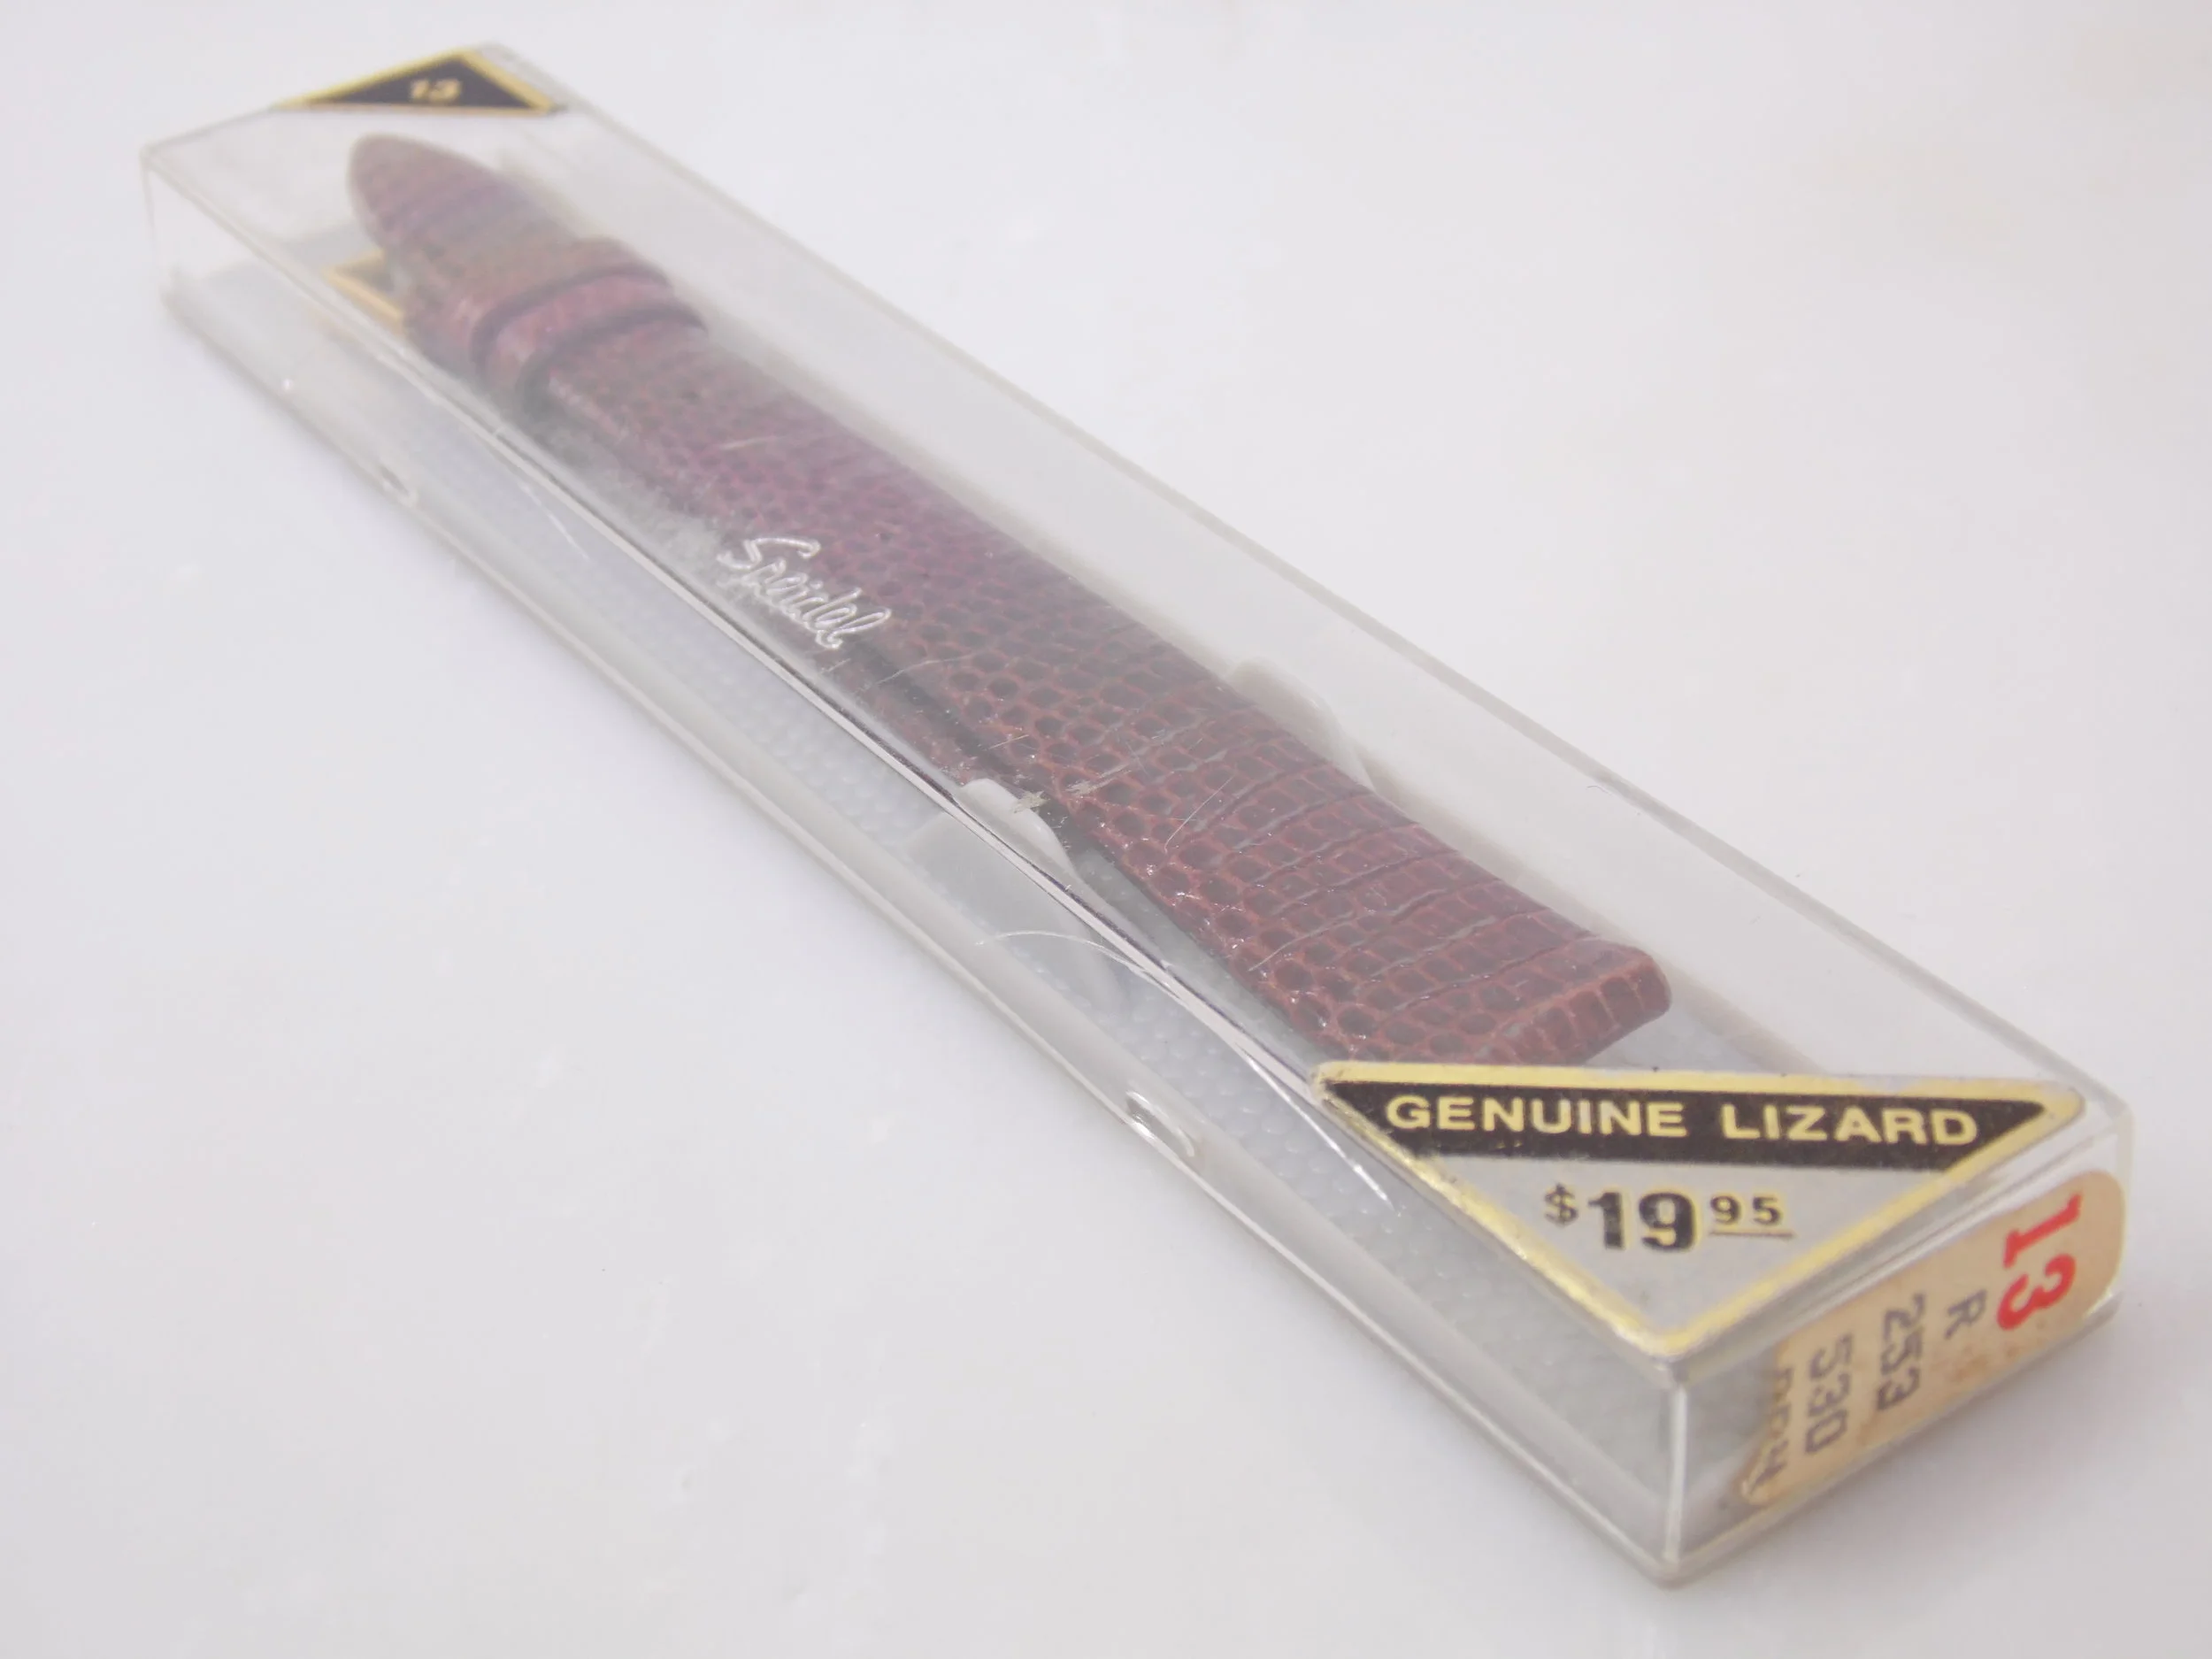 13
Speidel
GENUINE LIZARD
$19 95
13
R
253
530